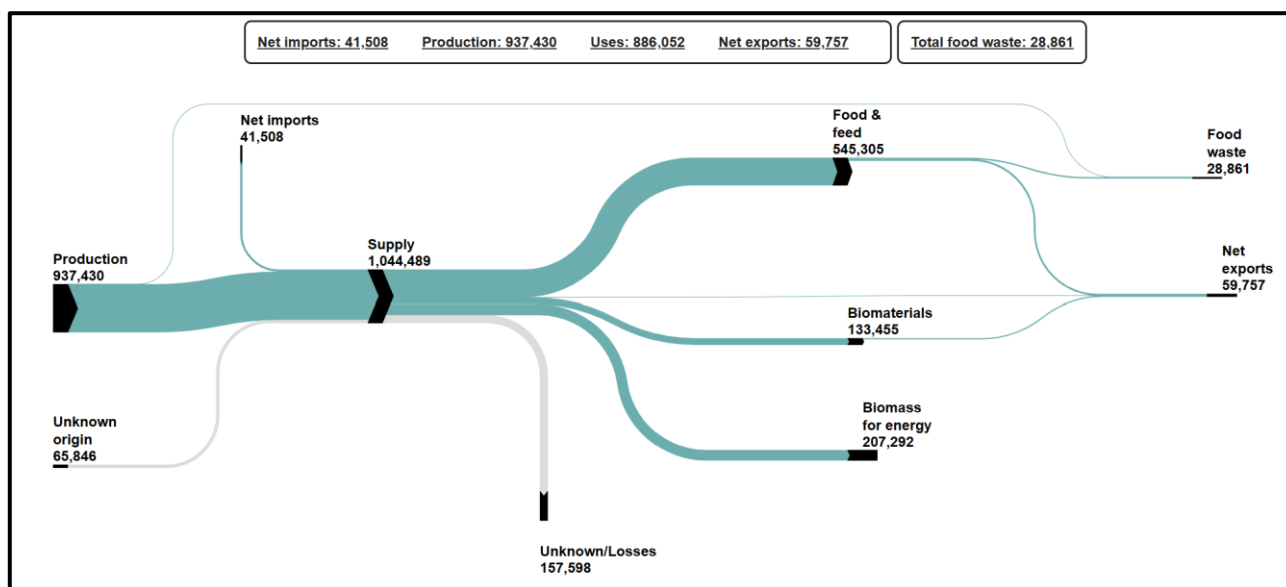 Net imports: 41,508 Production: 937,430 Uses: 886,052 Net exports: 59,757 Total food waste: 28,861
Net imports
41,508
Food &
feed
545,305
Food
waste
28,861
Production
937,430
Supply
1,044,489
Net
exports
59,757
Biomaterials
133,455
Unknown
origin
65,846
Biomass
for energy
207,292
Unknown/Losses
157,598